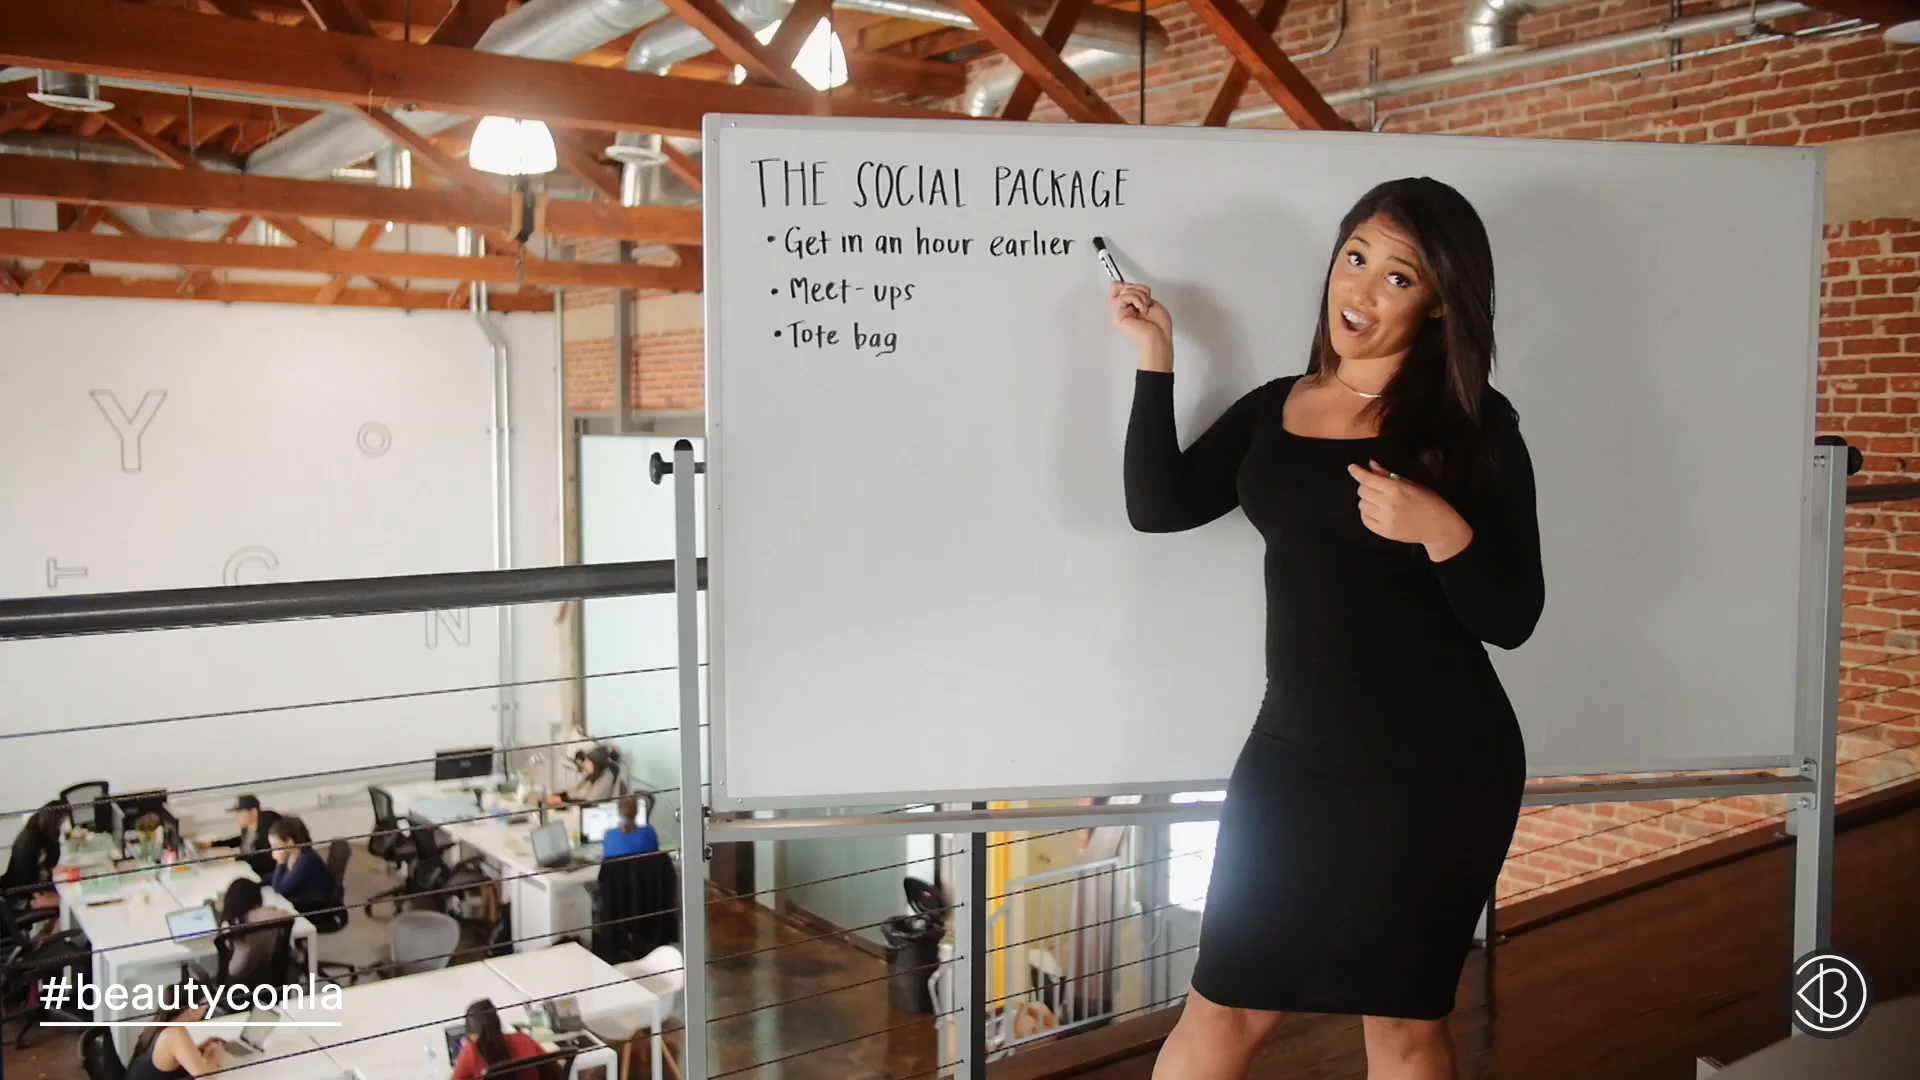 THE SOCIAL PACKAGE
• Get in an hour earlier
• Meet-ups
• Tote bag
Y O
T C
N
#beautyconla
B